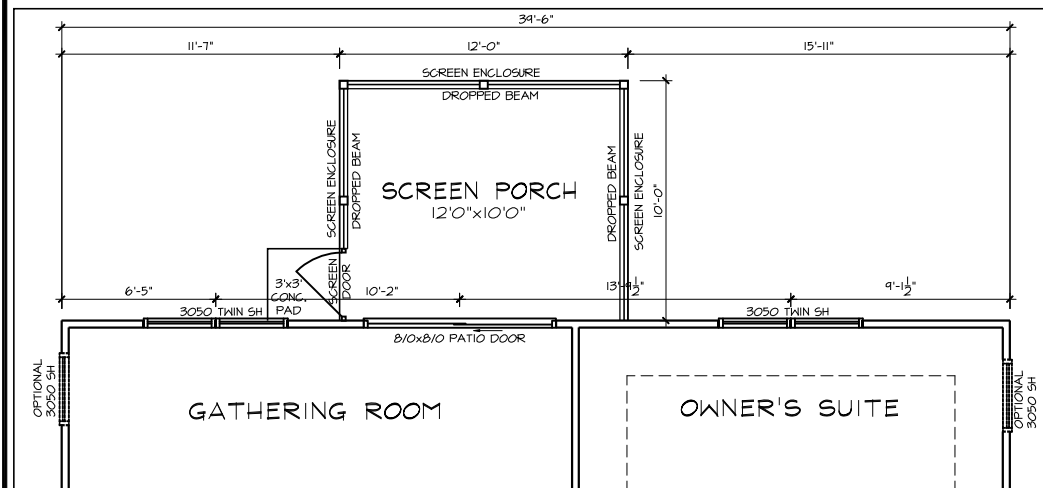 39'-6"
11'-7"
12'-0"
15'-11"
SCREEN ENCLOSURE
DROPPED BEAM
SCREEN ENCLOSURE
DROPPED BEAM
DROPPED BEAM
SCREEN ENCLOSURE
SCREEN PORCH
12'0"x10'0"
10'-0"
SCREEN
DOOR
3'x3'
CONC.
PAD
6'-5"
10'-2"
13'-9½"
9'-1½"
3050 TWIN SH
3050 TWIN SH
8/0x8/0 PATIO DOOR
OPTIONAL
3050 SH
GATHERING ROOM
OWNER'S SUITE
OPTIONAL
3050 SH